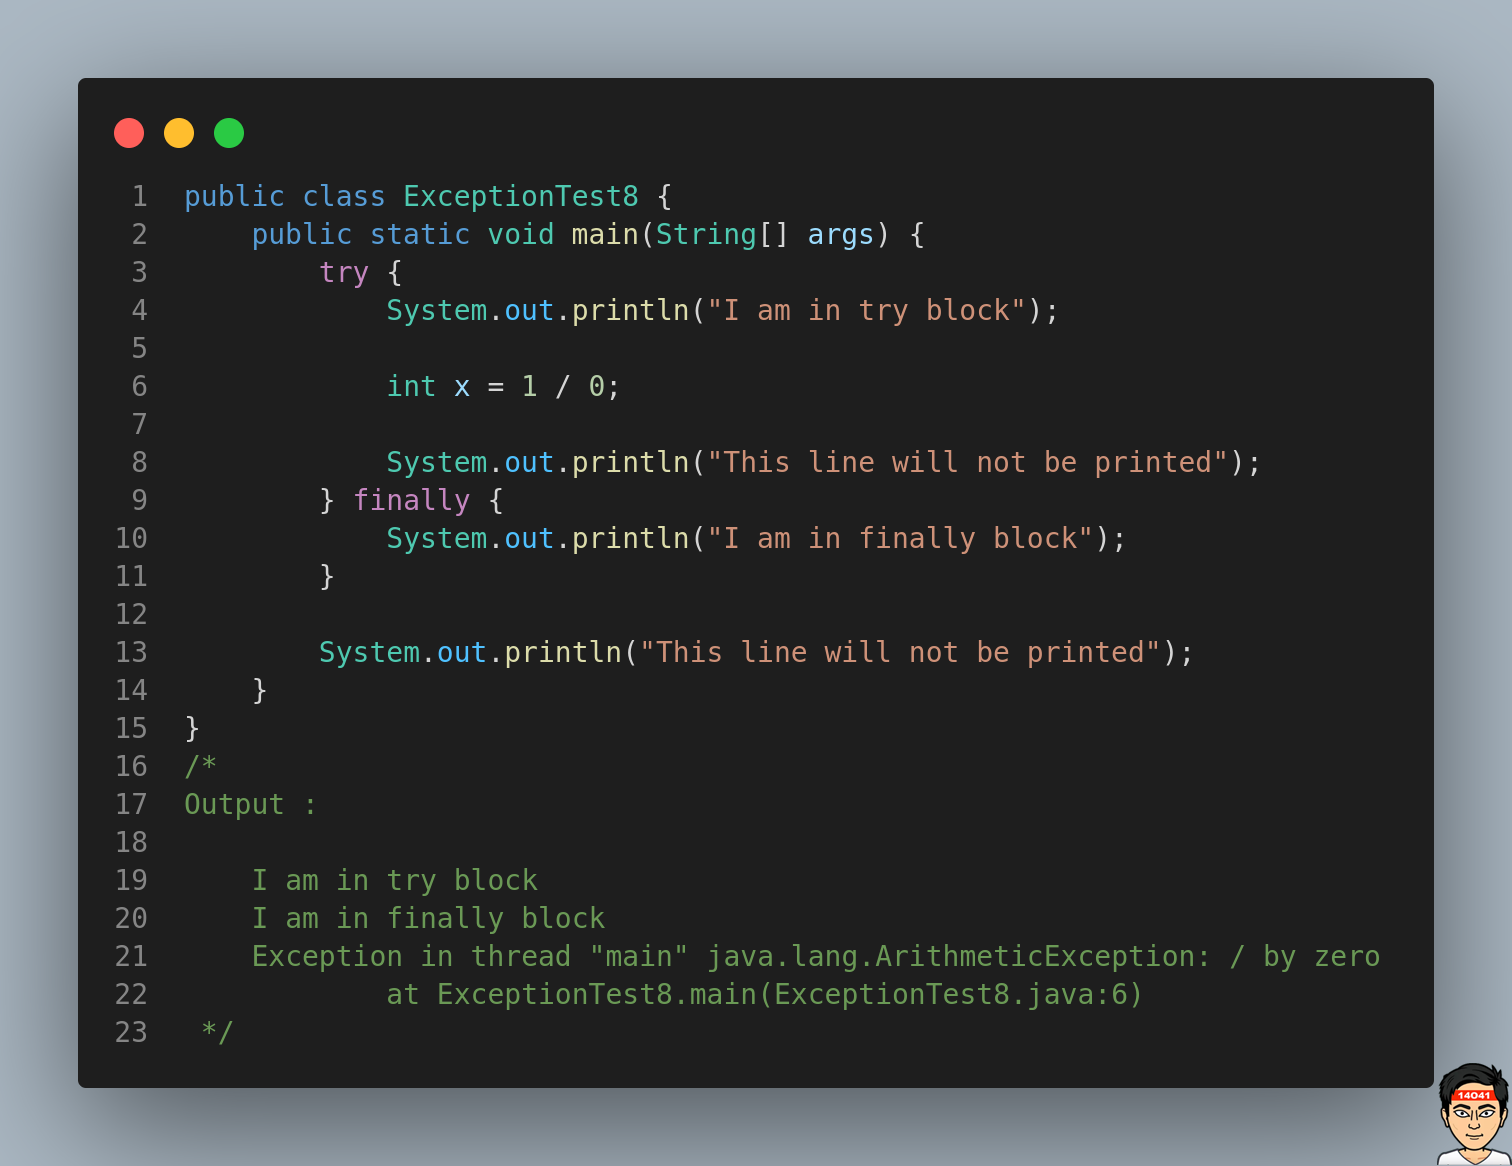 1 public class ExceptionTest8 {
2     public static void main(String[] args) {
3         try {
4             System.out.println("I am in try block");
5
6             int x = 1 / 0;
7
8             System.out.println("This line will not be printed");
9         } finally {
10             System.out.println("I am in finally block");
11         }
12
13         System.out.println("This line will not be printed");
14     }
15 }
16 /*
17 Output :
18
19     I am in try block
20     I am in finally block
21     Exception in thread "main" java.lang.ArithmeticException: / by zero
22             at ExceptionTest8.main(ExceptionTest8.java:6)
23  */
14041